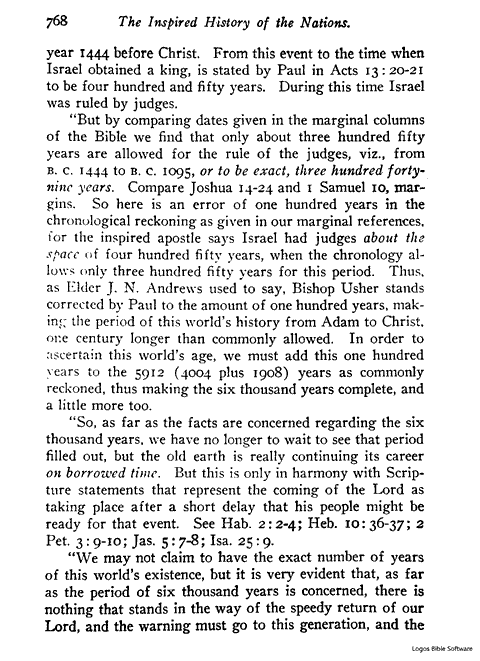 768 The Inspired History of the Nations.
year 1444 before Christ. From this event to the time when
Israel obtained a king, is stated by Paul in Acts 13:20-21
to be four hundred and fifty years. During this time Israel
was ruled by judges.
"But by comparing dates given in the marginal columns
of the Bible we find that only about three hundred fifty
years are allowed for the rule of the judges, viz., from
B. C. 1444 to B. C. 1095, or to be exact, three hundred forty-
nine years. Compare Joshua 14-24 and 1 Samuel 10, mar-
gins. So here is an error of one hundred years in the
chronological reckoning as given in our marginal references,
for the inspired apostle says Israel had judges about the
space of four hundred fifty years, when the chronology al-
lows only three hundred fifty years for this period. Thus,
as Elder J. N. Andrews used to say, Bishop Usher stands
corrected by Paul to the amount of one hundred years, mak-
ing the period of this world's history from Adam to Christ,
one century longer than commonly allowed. In order to
ascertain this world's age, we must add this one hundred
years to the 5912 (4004 plus 1908) years as commonly
reckoned, thus making the six thousand years complete, and
a little more too.
"So, as far as the facts are concerned regarding the six
thousand years, we have no longer to wait to see that period
filled out, but the old earth is really continuing its career
on borrowed time. But this is only in harmony with Scrip-
ture statements that represent the coming of the Lord as
taking place after a short delay that his people might be
ready for that event. See Hab. 2:2-4; Heb. 10:36-37; 2
Pet. 3:9-10; Jas. 5:7-8; Isa. 25:9.
"We may not claim to have the exact number of years
of this world's existence, but it is very evident that, as far
as the period of six thousand years is concerned, there is
nothing that stands in the way of the speedy return of our
Lord, and the warning must go to this generation, and the
Logos Bible Software